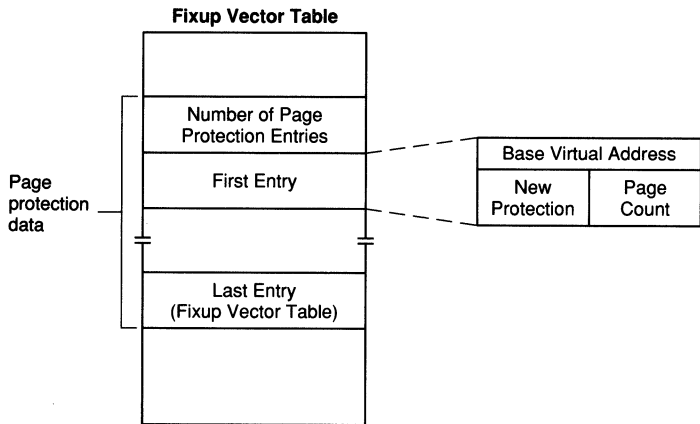 Fixup Vector Table
Number of Page
Protection Entries
First Entry
Last Entry
(Fixup Vector Table)
Page
protection
data
Base Virtual Address
New
Protection
Page
Count